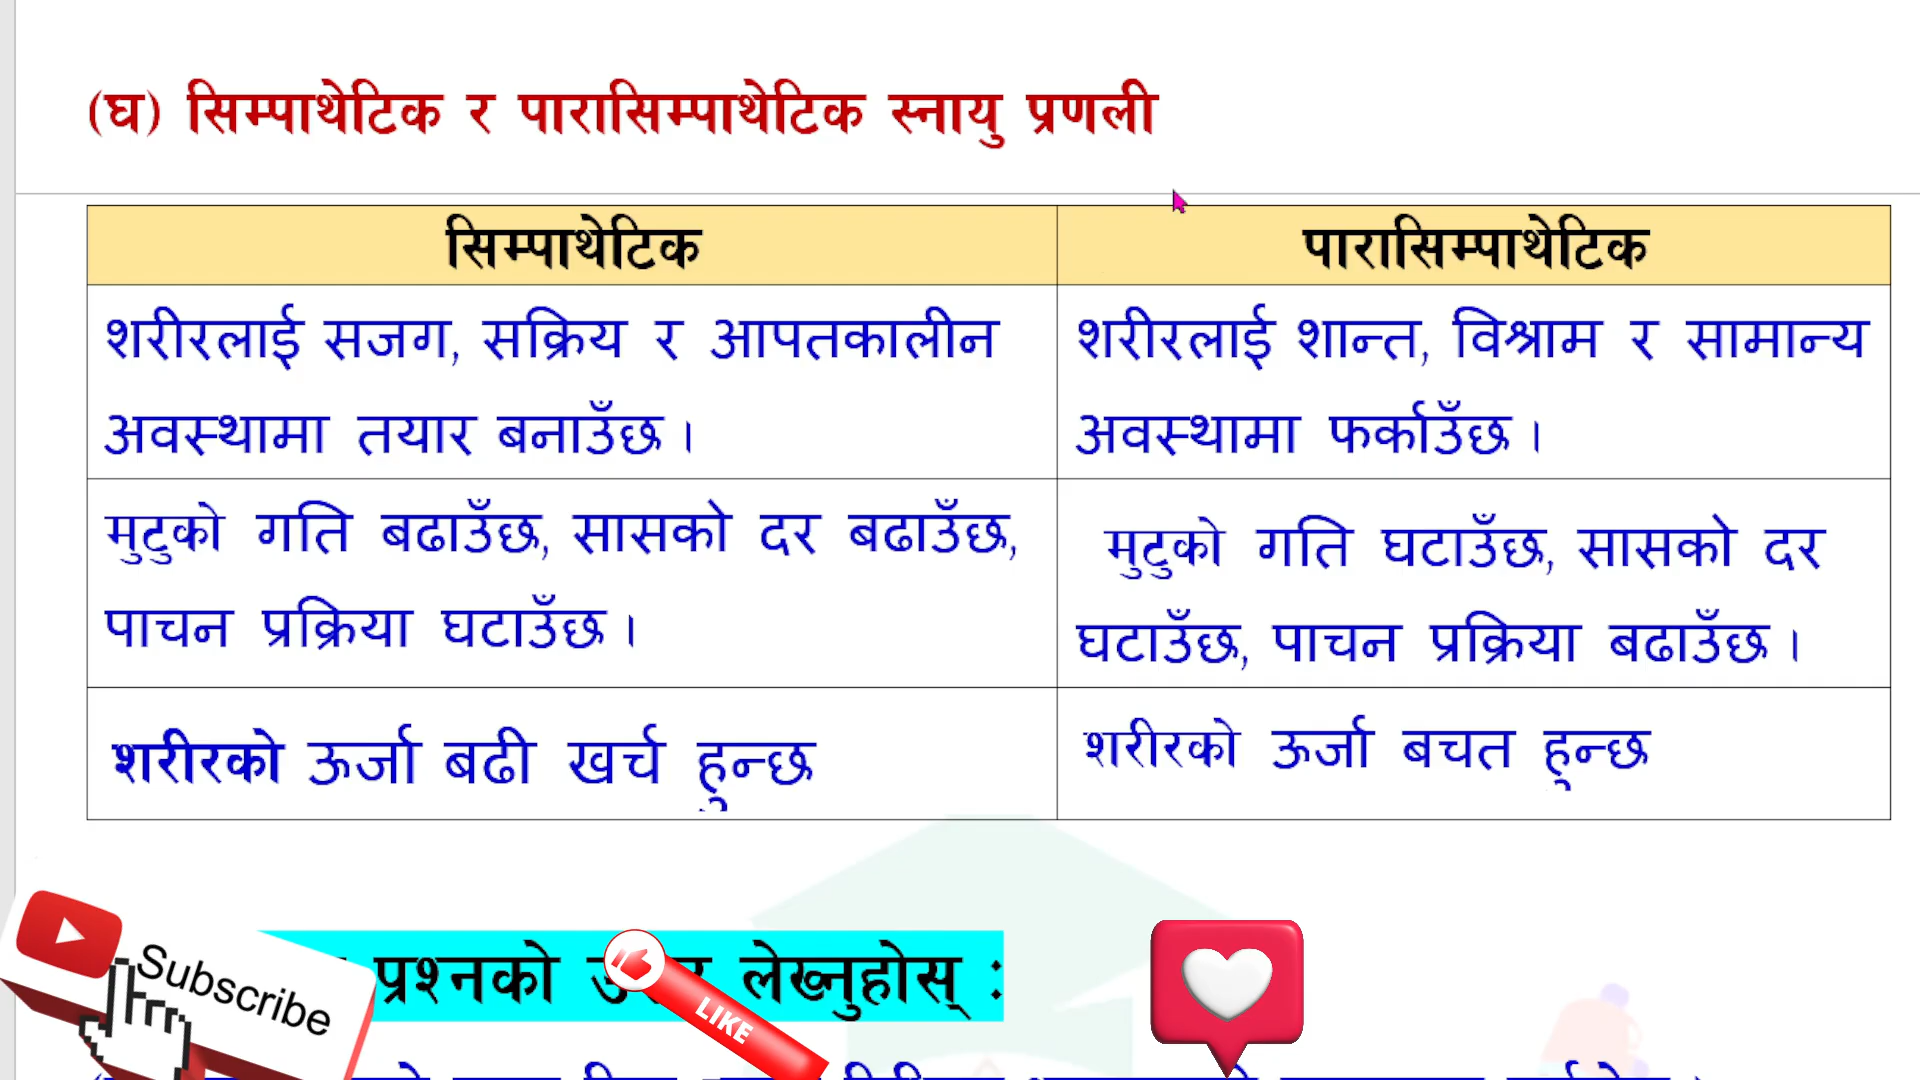 (घ) सिम्पाथेटिक र पारासिम्पाथेटिक स्नायु प्रणली
सिम्पाथेटिक
पारासिम्पाथेटिक
शरीरलाई सजग, सक्रिय र आपतकालीन
अवस्थामा तयार बनाउँछ ।
शरीरलाई शान्त, विश्राम र सामान्य
अवस्थामा फर्काउँछ ।
मुटुको गति बढाउँछ, सासको दर बढाउँछ,
पाचन प्रक्रिया घटाउँछ ।
मुटुको गति घटाउँछ, सासको दर
घटाउँछ, पाचन प्रक्रिया बढाउँछ ।
शरीरको ऊर्जा बढी खर्च हुन्छ
शरीरको ऊर्जा बचत हुन्छ
प्रश्नको लेख्नुहोस् :
Subscribe
LIKE